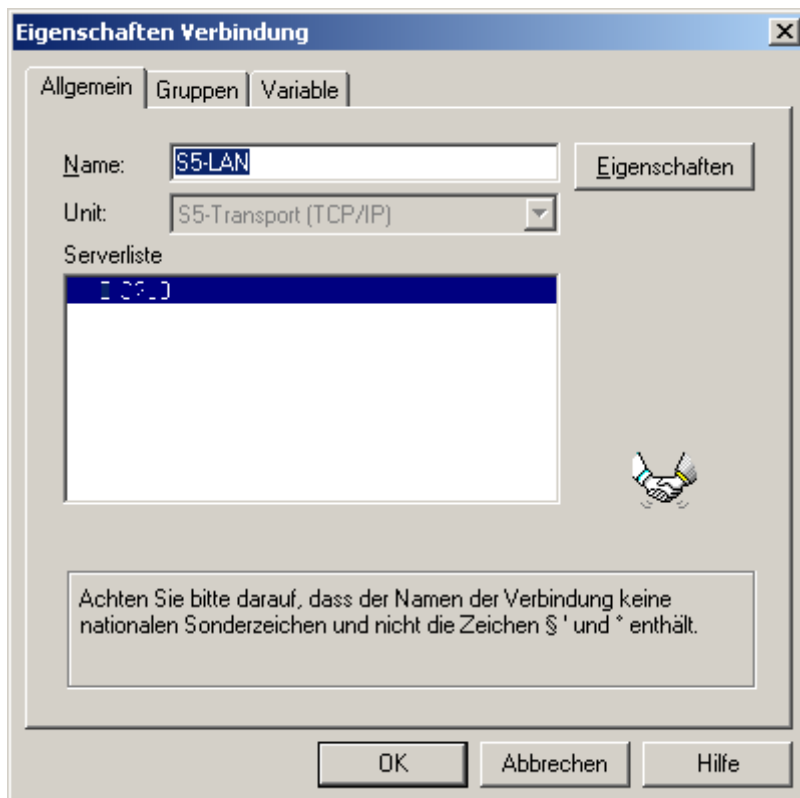 Eigenschaften Verbindung
Allgemein Gruppen Variable
Name: S5-LAN Eigenschaften
Unit: S5-Transport (TCP/IP)
Serverliste
Achten Sie bitte darauf, dass der Namen der Verbindung keine
nationalen Sonderzeichen und nicht die Zeichen § ' und ° enthält.
OK Abbrechen Hilfe